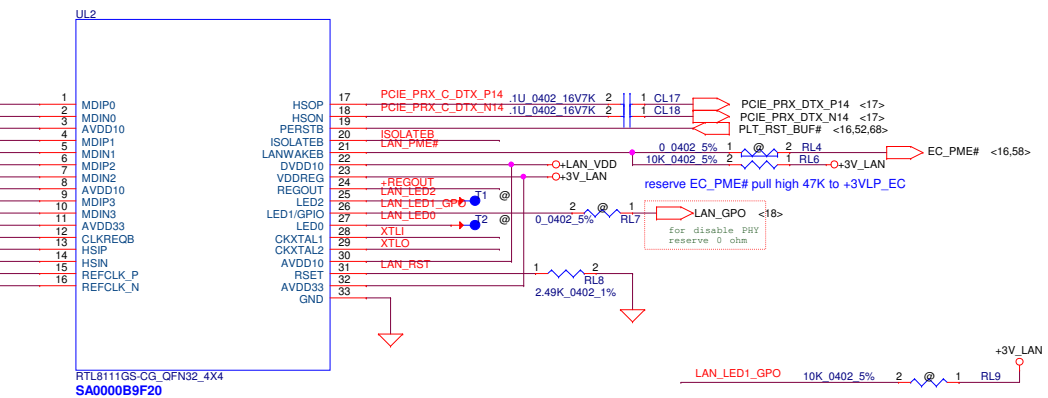 UL2
1 MDIP0
2 MDIN0
3 AVDD10
4 MDIP1
5 MDIN1
6 MDIP2
7 MDIN2
8 AVDD10
9 MDIP3
10 MDIN3
11 AVDD33
12 CLKREQB
13 HSIP
14 HSIN
15 REFCLK_P
16 REFCLK_N
HSOP 17 PCIE_PRX_C_DTX_P14 .1U_0402_16V7K 2 1 CL17 PCIE_PRX_DTX_P14 <17>
HSON 18 PCIE_PRX_C_DTX_N14 .1U_0402_16V7K 2 1 CL18 PCIE_PRX_DTX_N14 <17>
PERSTB 19 PLT_RST_BUF# <16,52,68>
ISOLATEB 20 ISOLATEB
LANWAKEB 21 LAN_PME# 0_0402_5% 1 @ 2 RL4 EC_PME# <16,58>
10K_0402_5% 2 1 RL6 +3V_LAN
DVDD10 22 +LAN_VDD
VDDREG 23 +3V_LAN
reserve EC_PME# pull high 47K to +3VLP_EC
REGOUT 24 +REGOUT
LED2 25 LAN_LED2 T1 @
LED1/GPIO 26 LAN_LED1_GPO 0_0402_5% 2 @ 1 RL7 LAN_GPO <18>
LED0 27 LAN_LED0 T2 @
for disable PHY
reserve 0 ohm
CKXTAL1 28 XTLI
CKXTAL2 29 XTLO
AVDD10 30
RSET 31 LAN_RST 1 2 RL8
2.49K_0402_1%
AVDD33 32
GND 33
RTL8111GS-CG_QFN32_4X4
SA0000B9F20
+3V_LAN
LAN_LED1_GPO 10K_0402_5% 2 @ 1 RL9